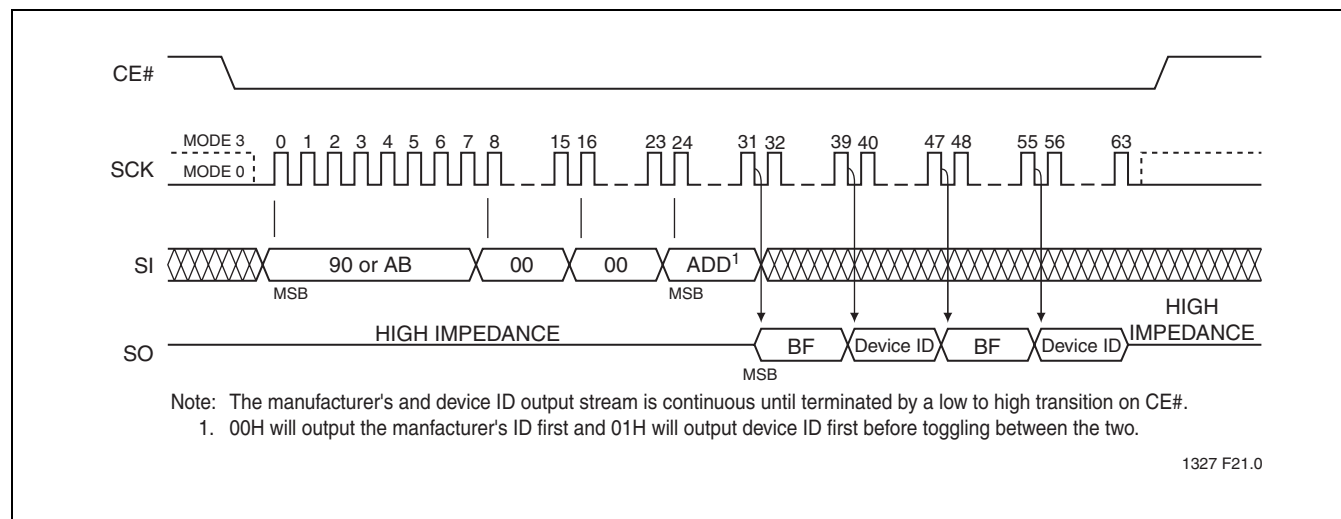 CE#
MODE 3
SCK
MODE 0
0 1 2 3 4 5 6 7 8 15 16 23 24 31 32 39 40 47 48 55 56 63
SI
90 or AB 00 00 ADD1
MSB MSB
HIGH IMPEDANCE
HIGH IMPEDANCE
SO
BF Device ID BF Device ID
MSB
Note: The manufacturer's and device ID output stream is continuous until terminated by a low to high transition on CE#.
1. 00H will output the manfacturer's ID first and 01H will output device ID first before toggling between the two.
1327 F21.0